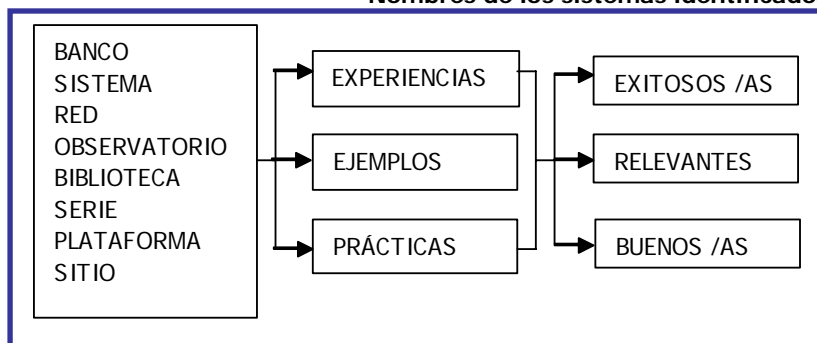 Nombres de los sistemas identificado
BANCO
SISTEMA
RED
OBSERVATORIO
BIBLIOTECA
SERIE
PLATAFORMA
SITIO
EXPERIENCIAS
EJEMPLOS
PRÁCTICAS
EXITOSOS /AS
RELEVANTES
BUENOS /AS